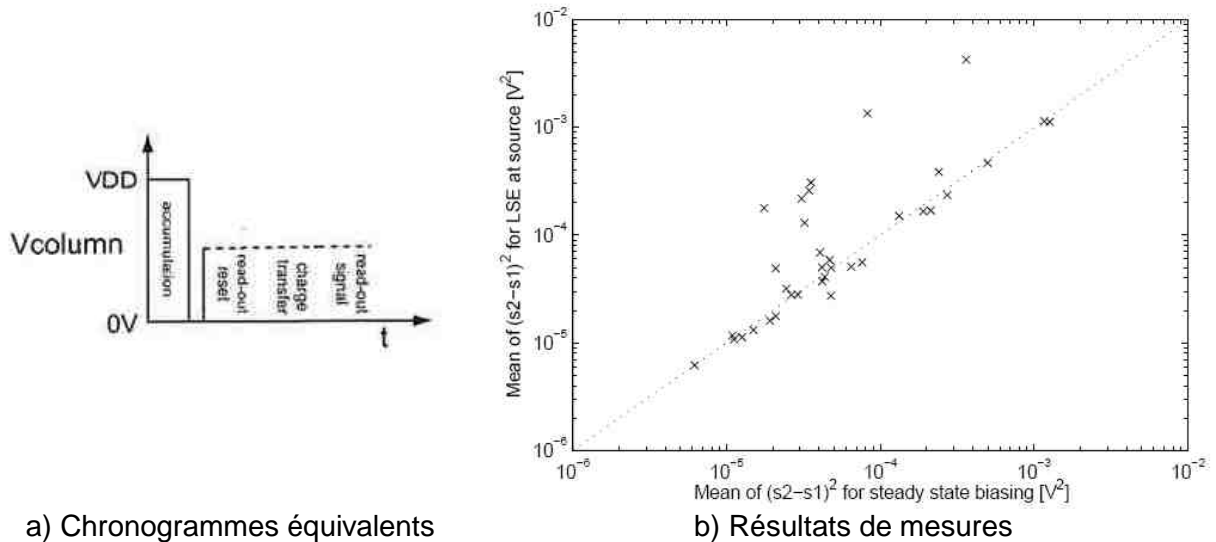 VDD
Vcolumn
0V
accumulation
reset
read-out
transfer
charge
signal
read-out
t
Mean of (s2−s1)^2 for LSE at source [V^2]
10^-2
10^-3
10^-4
10^-5
10^-6
10^-6
10^-5
10^-4
10^-3
10^-2
Mean of (s2−s1)^2 for steady state biasing [V^2]
a) Chronogrammes équivalents
b) Résultats de mesures